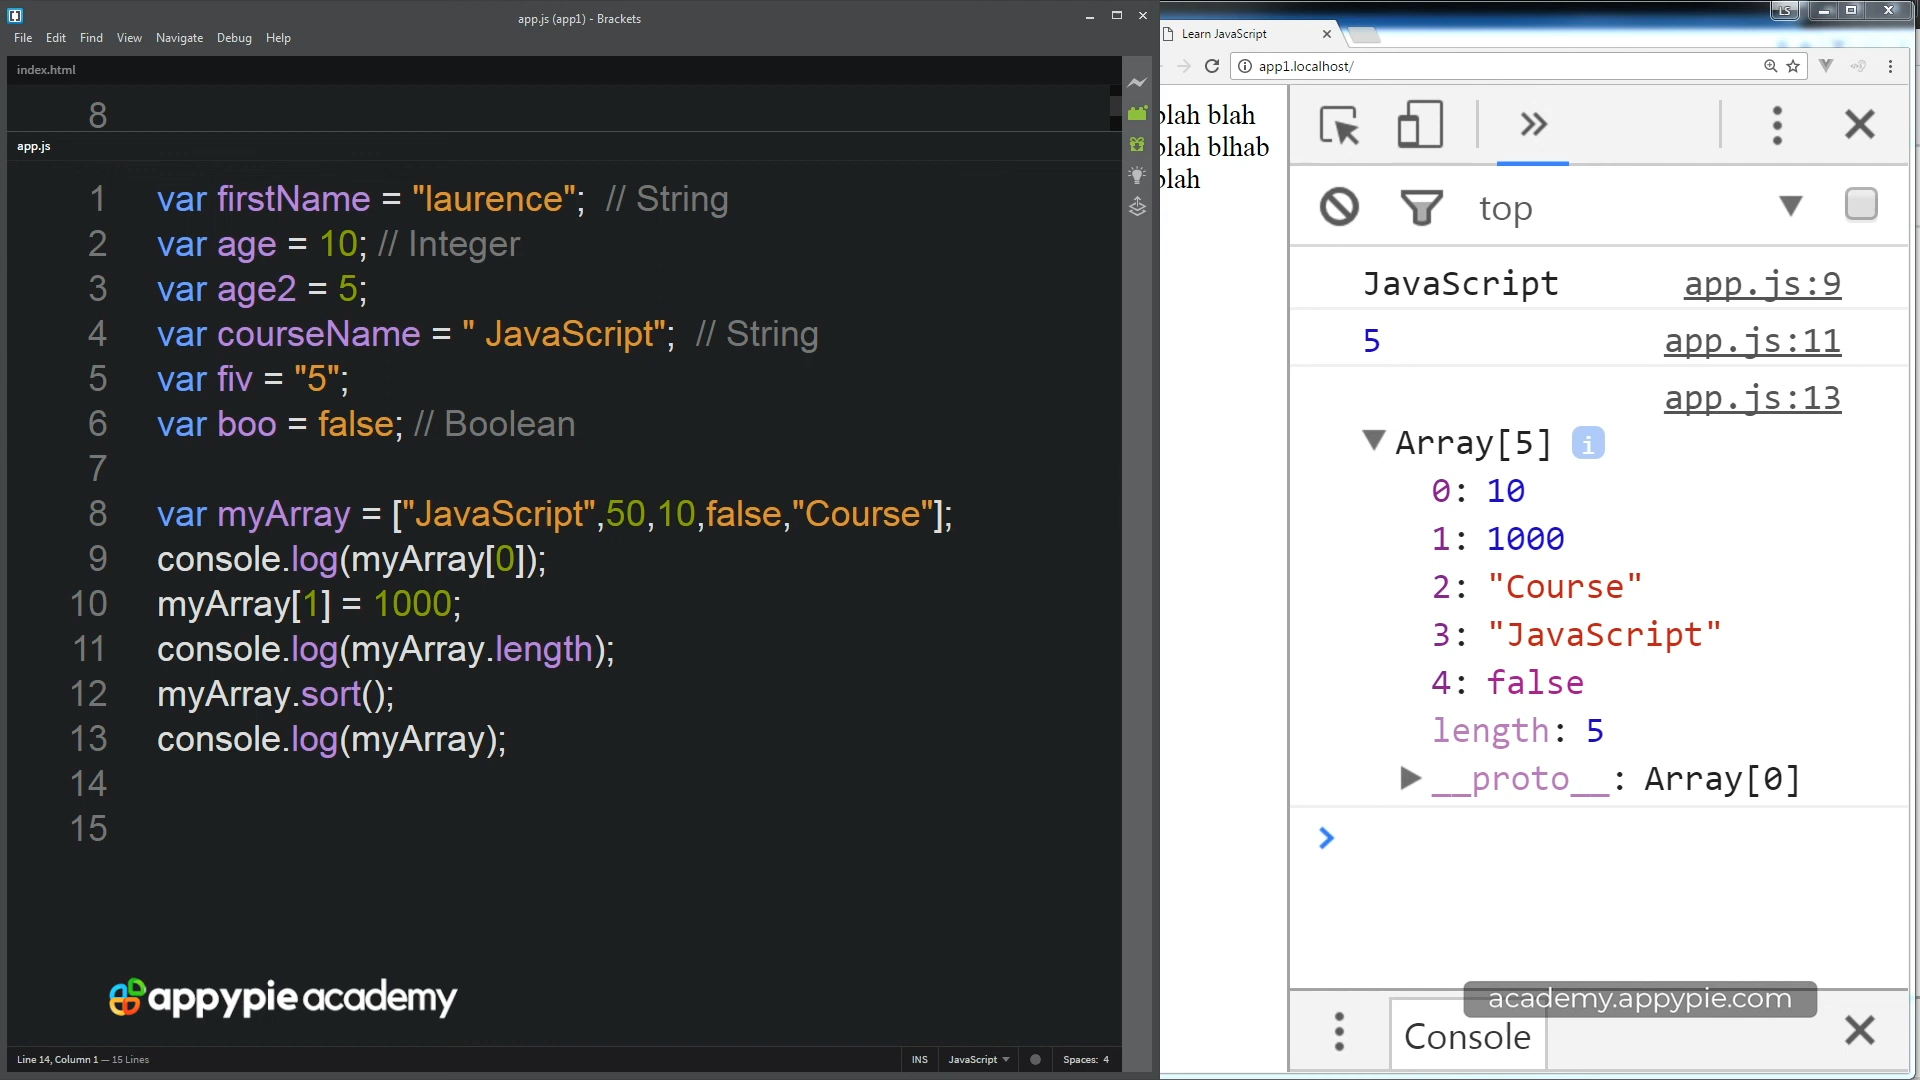 app.js (app1) - Brackets
File Edit Find View Navigate Debug Help
index.html
8
app.js
1 var firstName = "laurence";  // String
2 var age = 10; // Integer
3 var age2 = 5;
4 var courseName = " JavaScript";  // String
5 var fiv = "5";
6 var boo = false; // Boolean
7
8 var myArray = ["JavaScript",50,10,false,"Course"];
9 console.log(myArray[0]);
10 myArray[1] = 1000;
11 console.log(myArray.length);
12 myArray.sort();
13 console.log(myArray);
14
15
appypie academy
Line 14, Column 1 — 15 Lines
INS JavaScript Spaces: 4
LS
Learn JavaScript
app1.localhost/
blah blah
blah blhab
blah
top
JavaScript app.js:9
5 app.js:11
app.js:13
Array[5] i
0: 10
1: 1000
2: "Course"
3: "JavaScript"
4: false
length: 5
__proto__: Array[0]
academy.appypie.com
Console